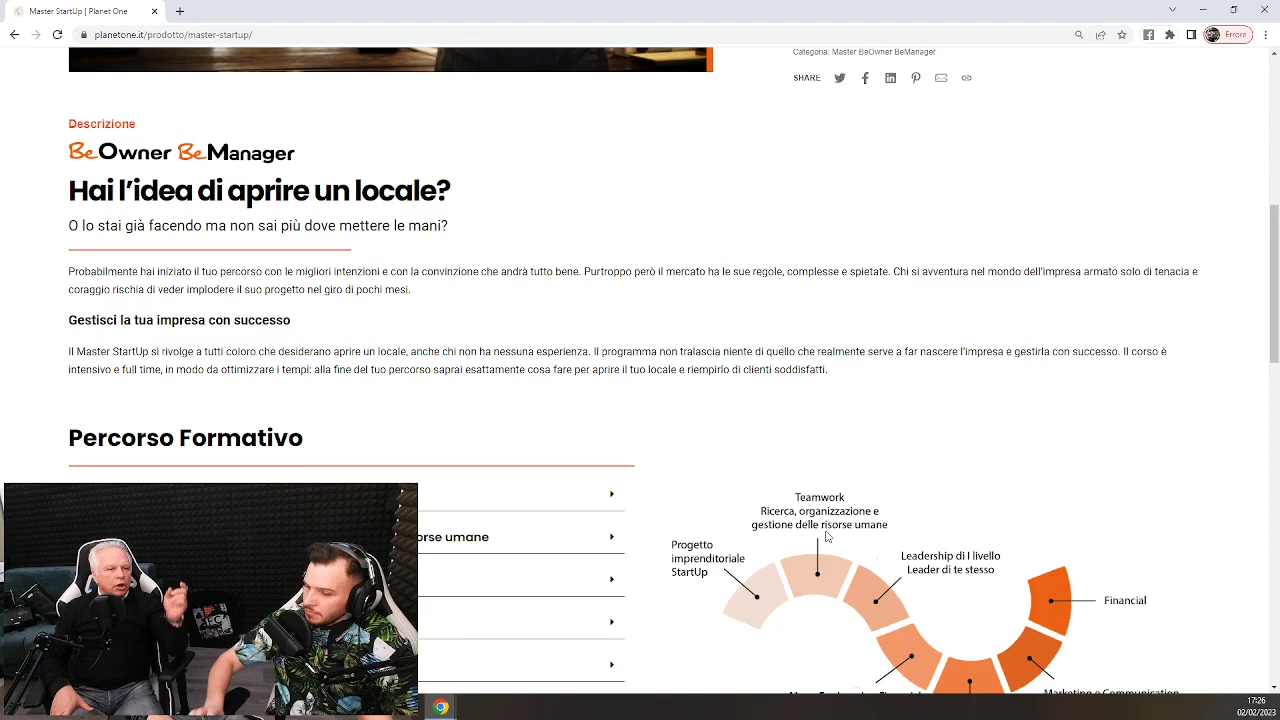 Master StartUp | Planet One
planetone.it/prodotto/master-startup/
Errore
Categoria: Master BeOwner BeManager
SHARE
Descrizione
BeOwner BeManager
Hai l’idea di aprire un locale?
O lo stai già facendo ma non sai più dove mettere le mani?
Probabilmente hai iniziato il tuo percorso con le migliori intenzioni e con la convinzione che andrà tutto bene. Purtroppo però il mercato ha le sue regole, complesse e spietate. Chi si avventura nel mondo dell’impresa armato solo di tenacia e
coraggio rischia di veder implodere il suo progetto nel giro di pochi mesi.
Gestisci la tua impresa con successo
Il Master StartUp si rivolge a tutti coloro che desiderano aprire un locale, anche chi non ha nessuna esperienza. Il programma non tralascia niente di quello che realmente serve a far nascere l’impresa e gestirla con successo. Il corso è
intensivo e full time, in modo da ottimizzare i tempi: alla fine del tuo percorso saprai esattamente cosa fare per aprire il tuo locale e riempirlo di clienti soddisfatti.
Percorso Formativo
orse umane
Teamwork
Ricerca, organizzazione e
gestione delle risorse umane
Progetto
imprenditoriale
StartUp
Leadership di I livello
Leader di te stesso
Financial
Marketing e Communication
17:26
02/02/2023